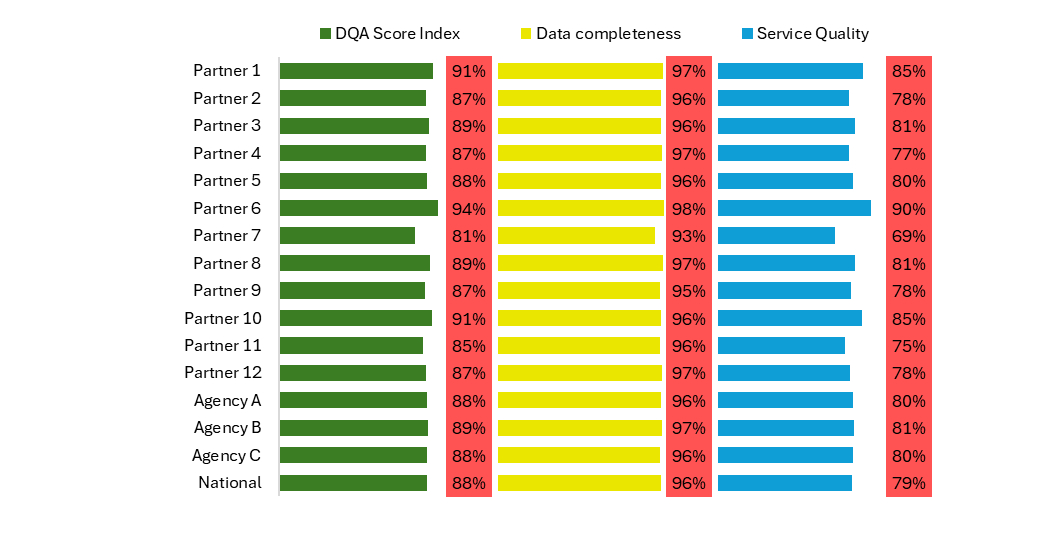 DQA Score Index Data completeness Service Quality
Partner 1 91% 97% 85%
Partner 2 87% 96% 78%
Partner 3 89% 96% 81%
Partner 4 87% 97% 77%
Partner 5 88% 96% 80%
Partner 6 94% 98% 90%
Partner 7 81% 93% 69%
Partner 8 89% 97% 81%
Partner 9 87% 95% 78%
Partner 10 91% 96% 85%
Partner 11 85% 96% 75%
Partner 12 87% 97% 78%
Agency A 88% 96% 80%
Agency B 89% 97% 81%
Agency C 88% 96% 80%
National 88% 96% 79%